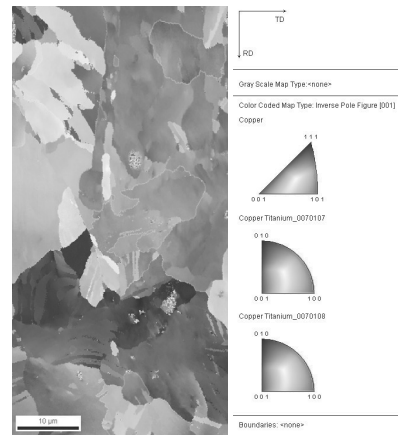 TD
RD
Gray Scale Map Type:<none>
Color Coded Map Type: Inverse Pole Figure [001]
Copper
1 1 1
0 0 1
1 0 1
Copper Titanium_0070107
0 1 0
0 0 1
1 0 0
Copper Titanium_0070108
0 1 0
0 0 1
1 0 0
Boundaries: <none>
10 µm